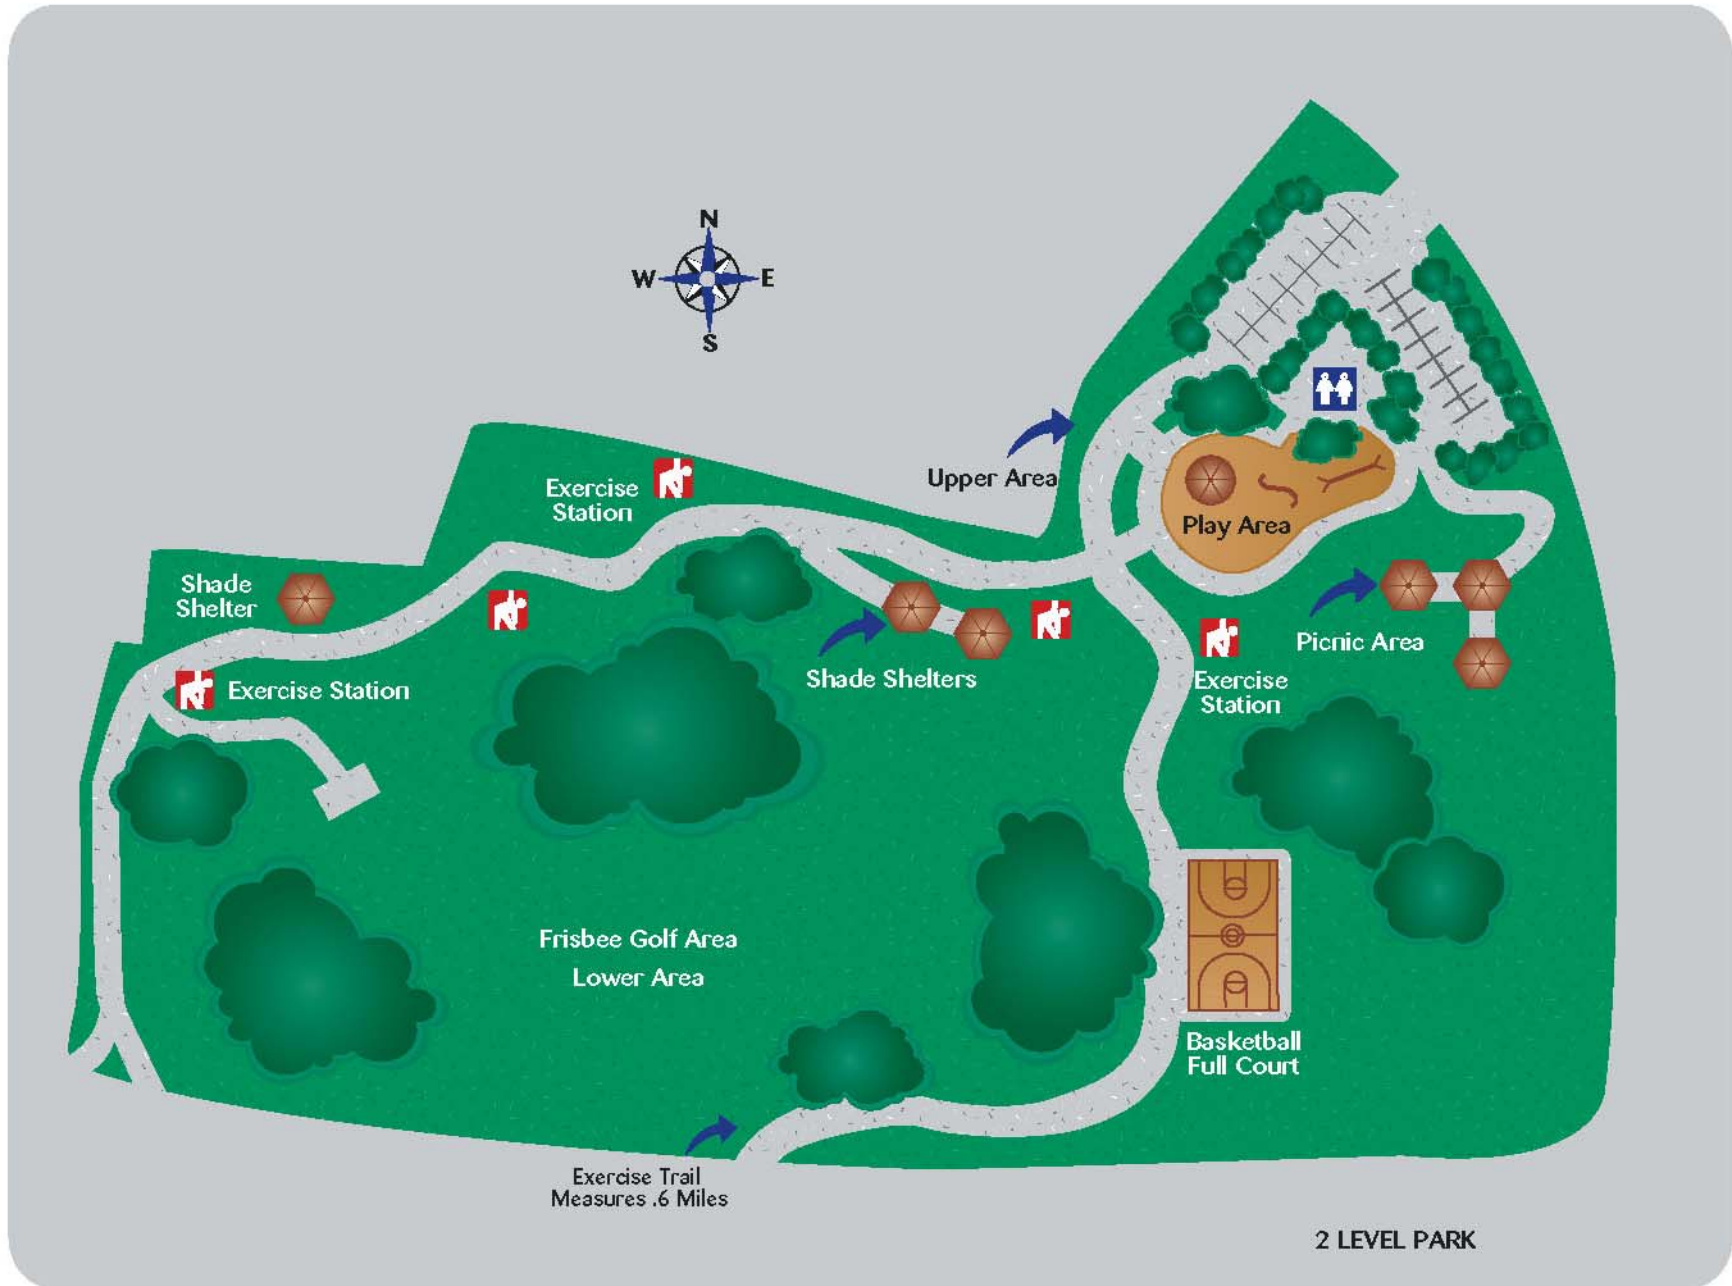 N
W
E
S
Upper Area
Exercise
Station
Play Area
Shade
Shelter
Picnic Area
Shade Shelters
Exercise
Station
Exercise Station
Frisbee Golf Area
Lower Area
Basketball
Full Court
Exercise Trail
Measures .6 Miles
2 LEVEL PARK